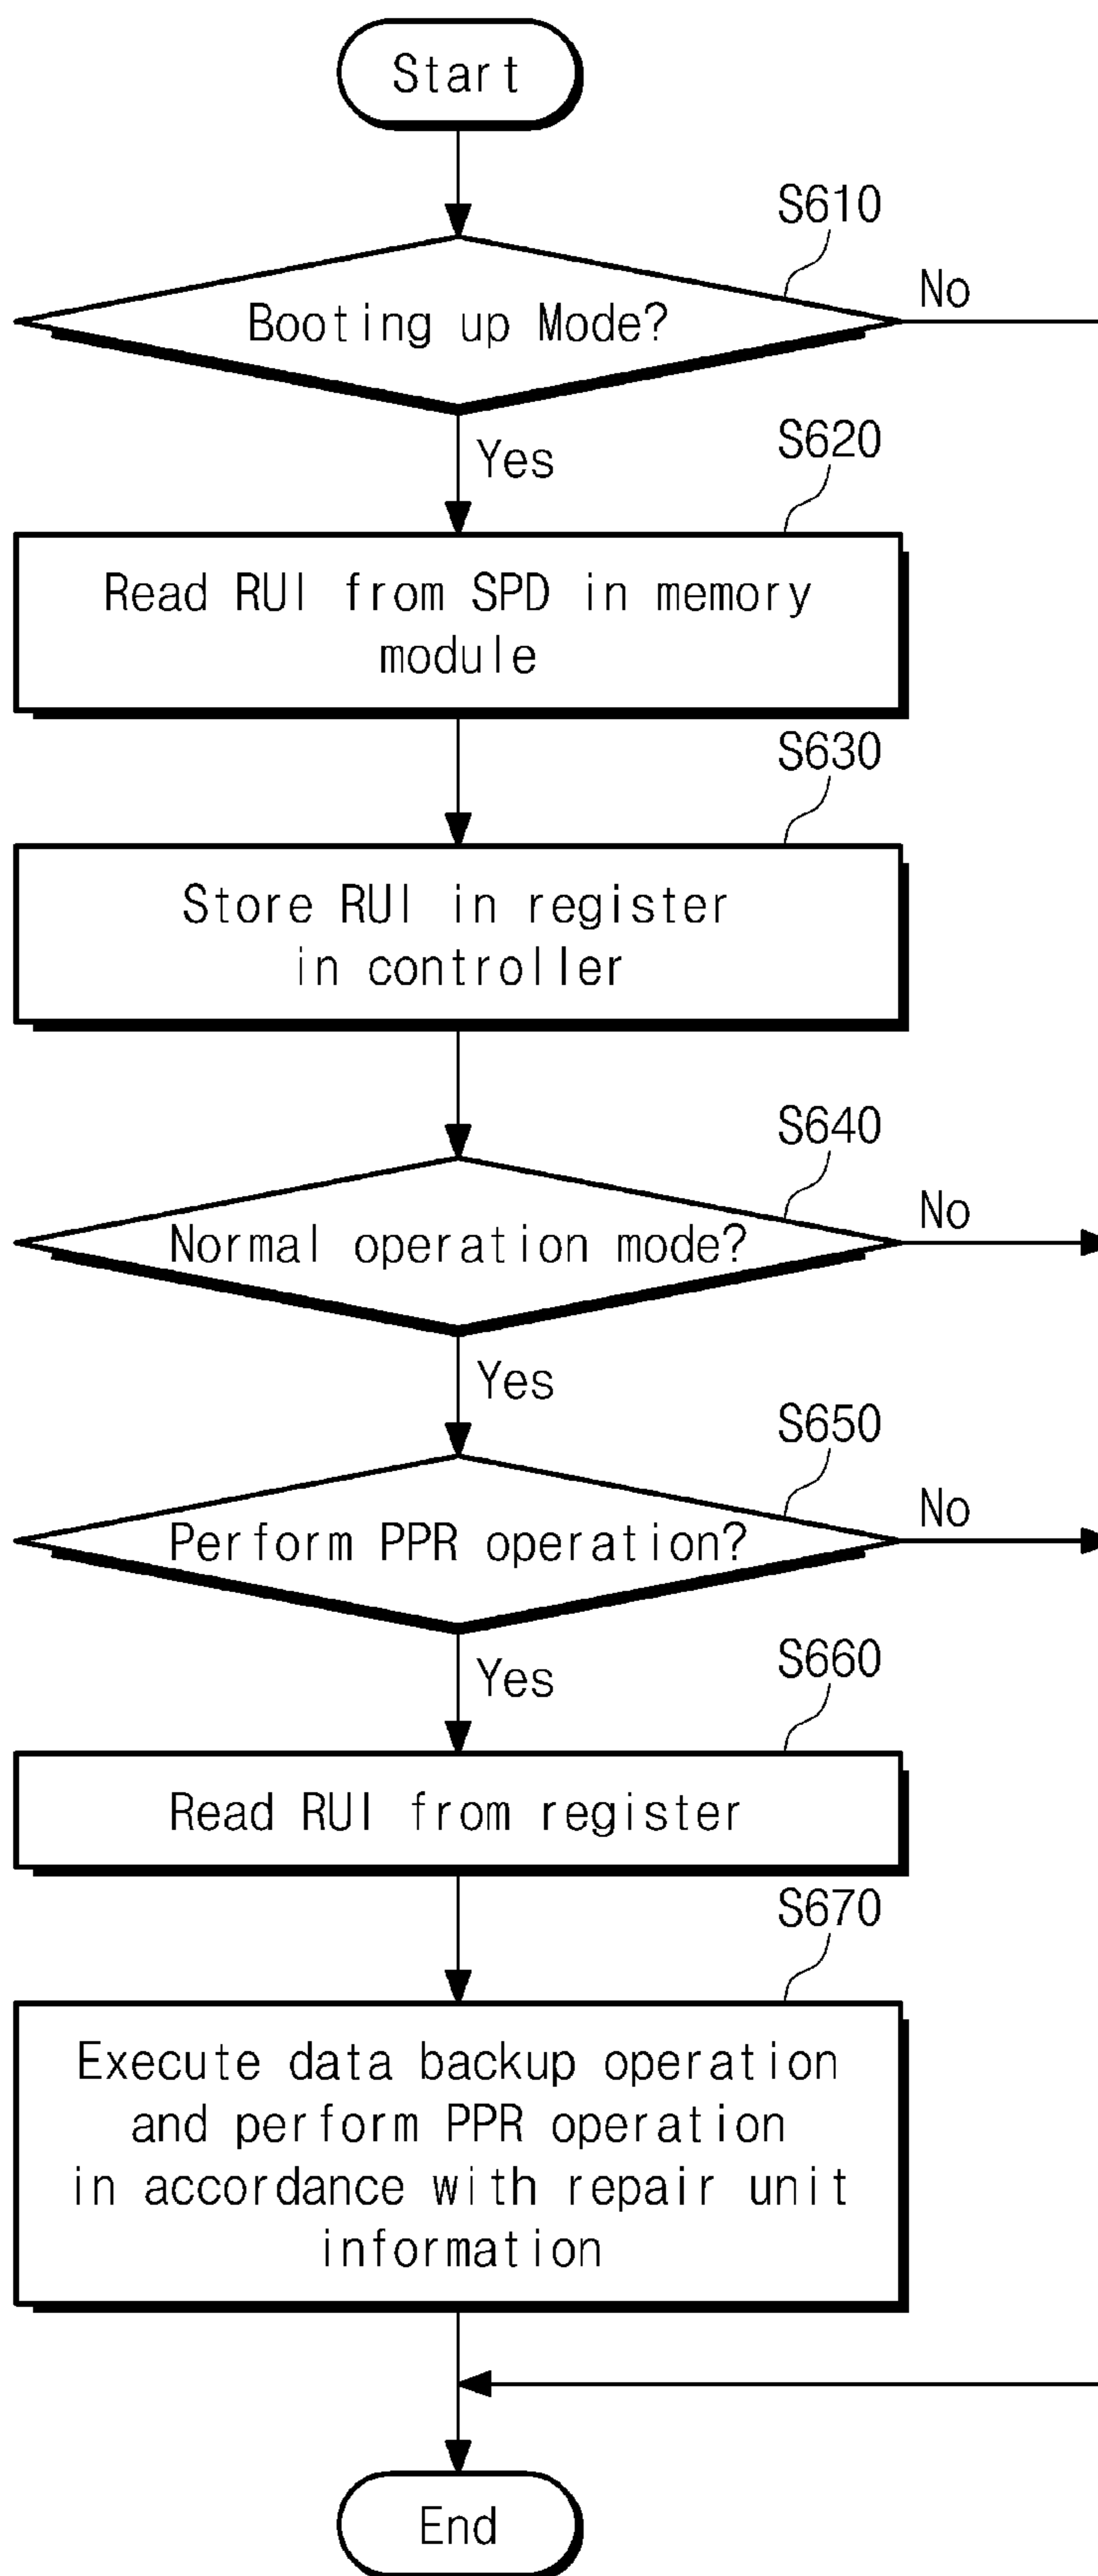 Start
S610
Booting up Mode?
No
Yes
S620
Read RUI from SPD in memory
module
S630
Store RUI in register
in controller
S640
Normal operation mode?
No
Yes
S650
Perform PPR operation?
No
Yes
S660
Read RUI from register
S670
Execute data backup operation
and perform PPR operation
in accordance with repair unit
information
End